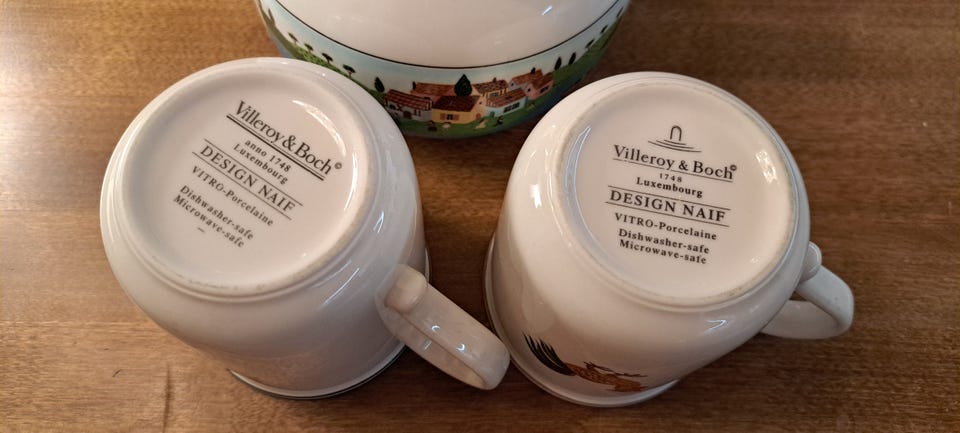 Villeroy & Boch©
anno 1748
Luxembourg
DESIGN NAIF
VITRO-Porcelaine
Dishwasher-safe
Microwave-safe
Villeroy & Boch©
1748
Luxembourg
DESIGN NAIF
VITRO-Porcelaine
Dishwasher-safe
Microwave-safe